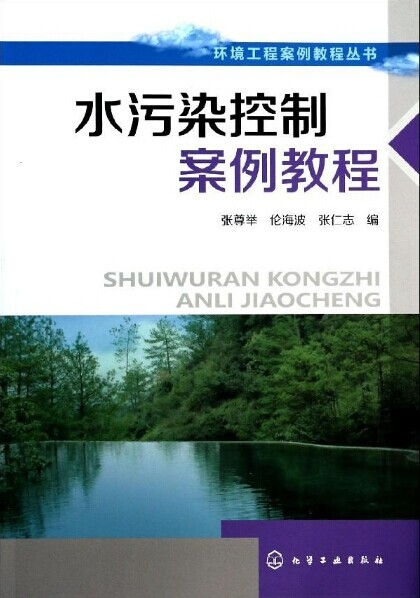 环境工程案例教程丛书
水污染控制
案例教程
张尊举 伦海波 张仁志 编
SHUIWURAN KONGZHI
ANLI JIAOCHENG
化学工业出版社